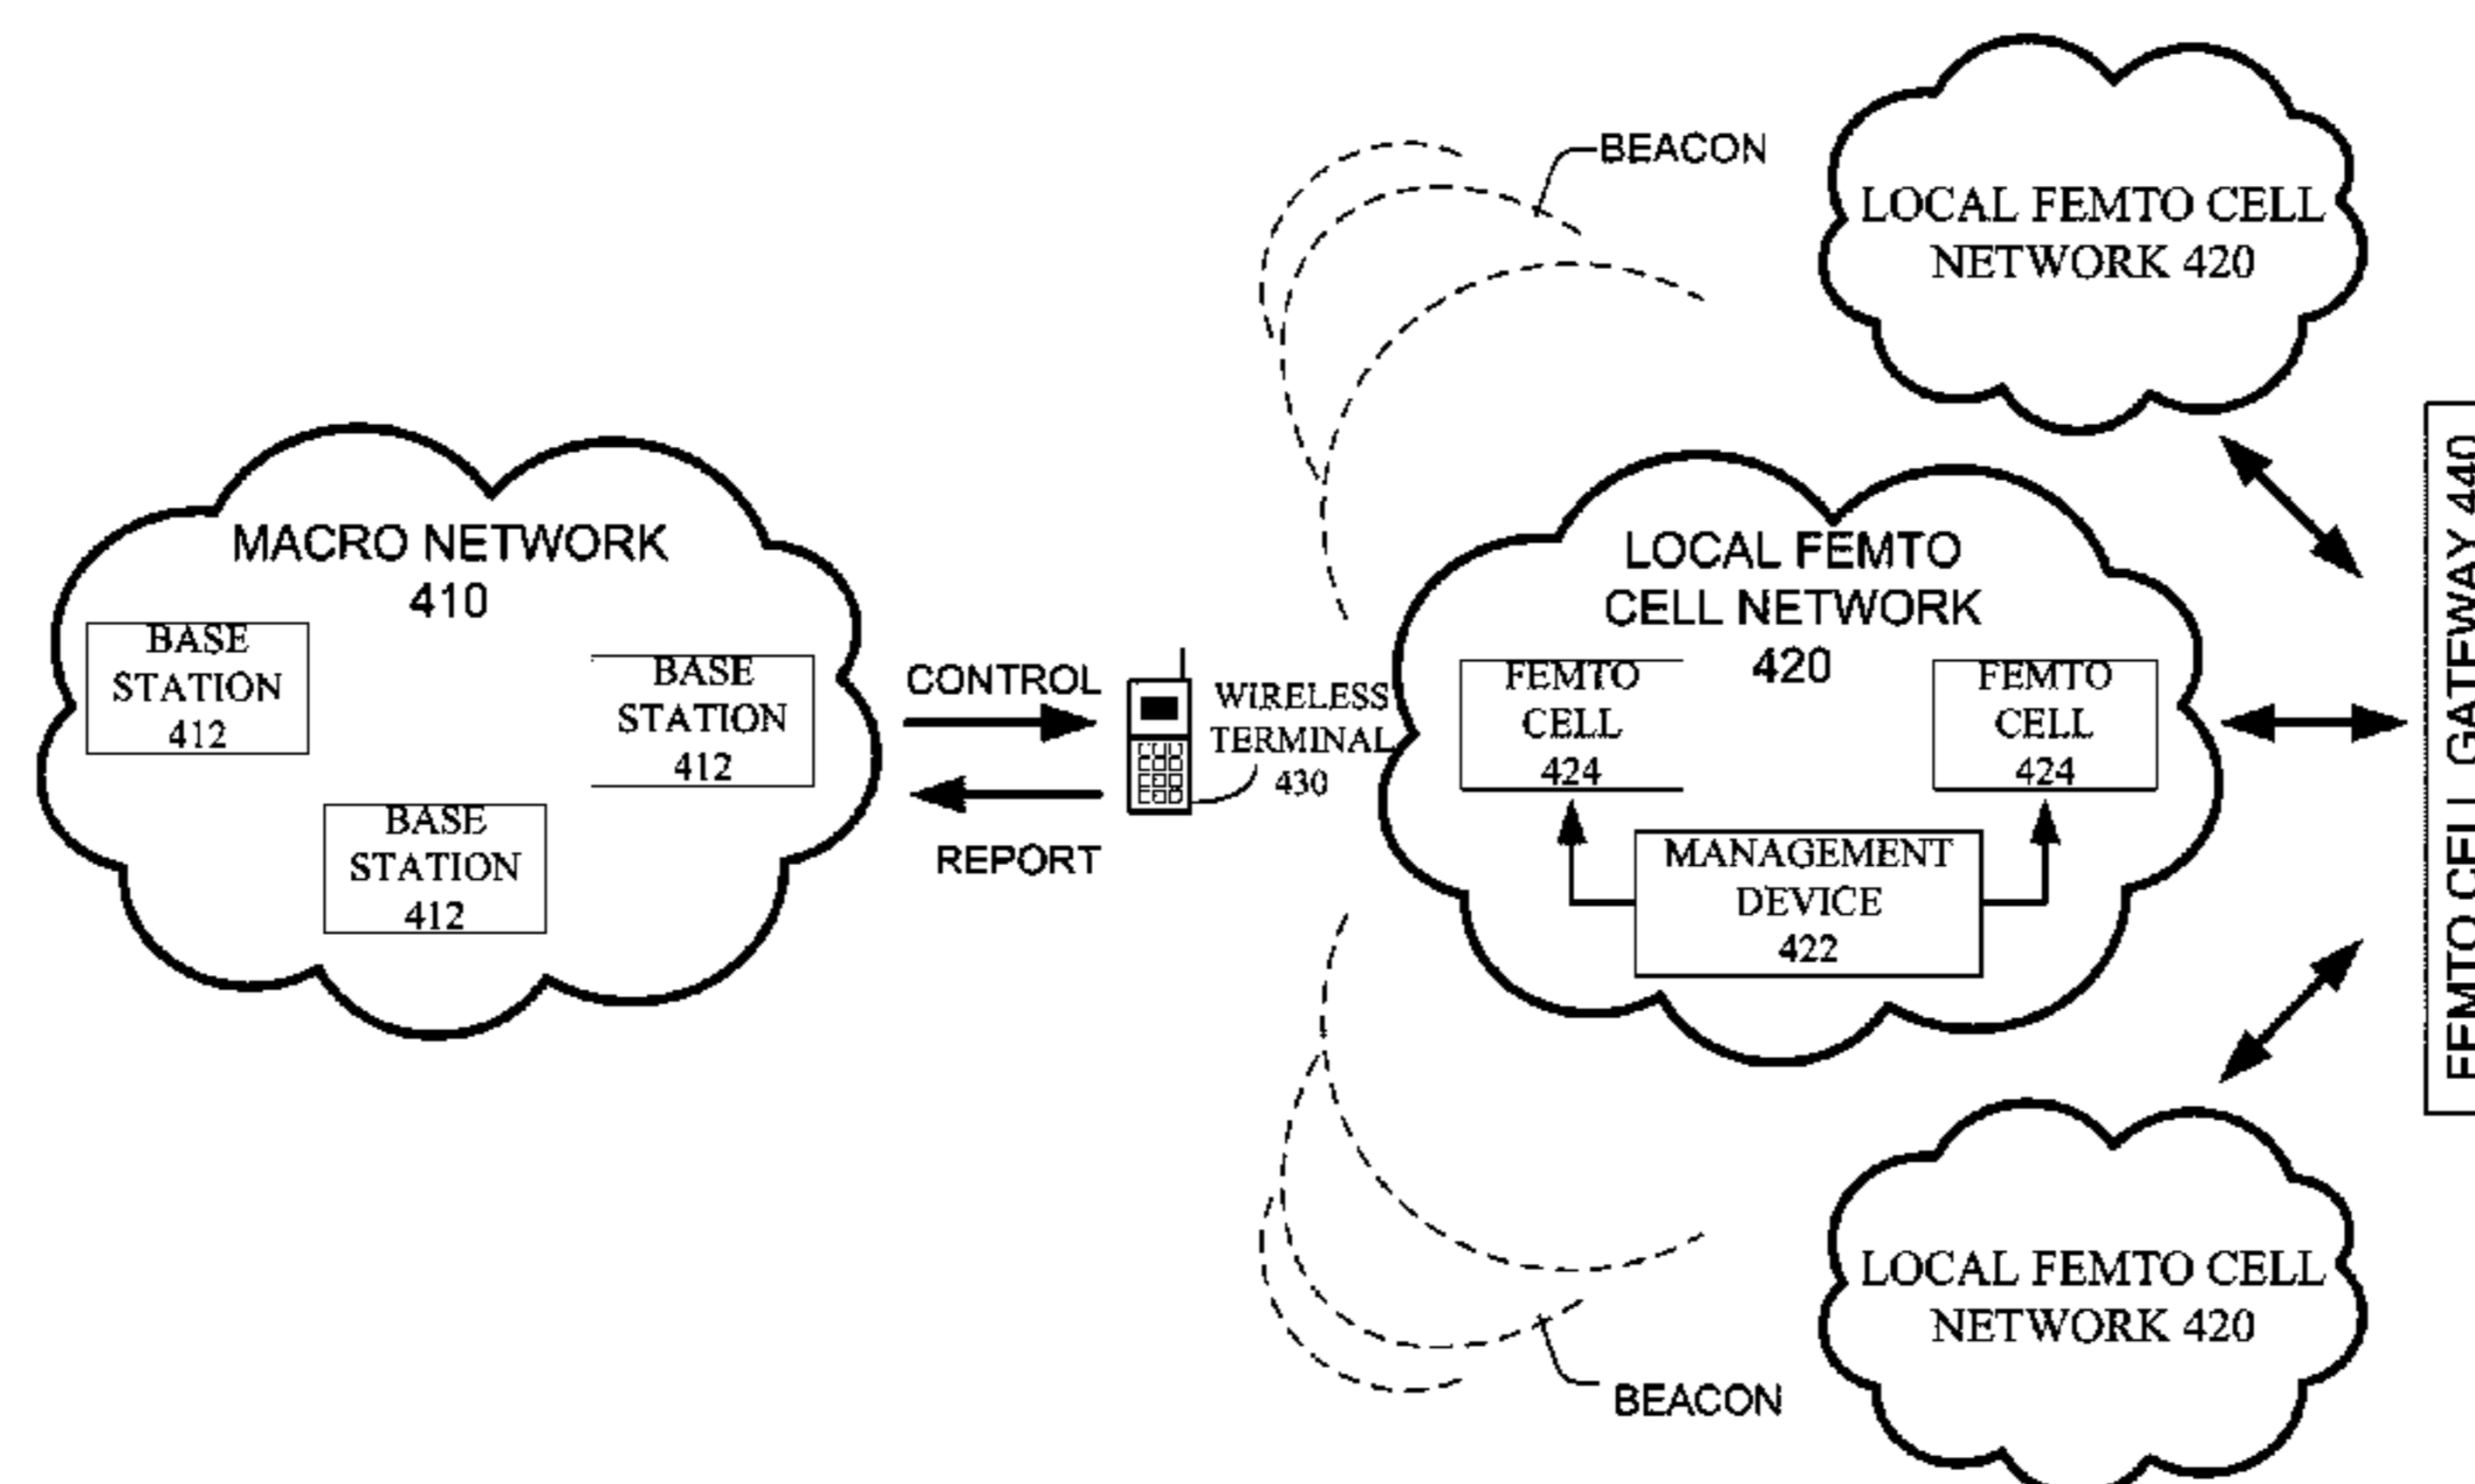 BEACON
LOCAL FEMTO CELL
NETWORK 420
MACRO NETWORK
410
BASE
STATION
412
BASE
STATION
412
BASE
STATION
412
CONTROL
REPORT
WIRELESS
TERMINAL
430
LOCAL FEMTO
CELL NETWORK
420
FEMTO
CELL
424
FEMTO
CELL
424
MANAGEMENT
DEVICE
422
FEMTO CELL GATEWAY 440
LOCAL FEMTO CELL
NETWORK 420
BEACON